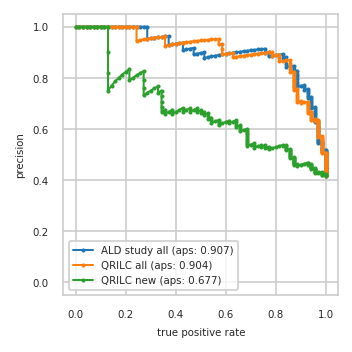 1.0
0.8
0.6
0.4
0.2
0.0
precision
ALD study all (aps: 0.907)
QRILC all (aps: 0.904)
QRILC new (aps: 0.677)
0.0 0.2 0.4 0.6 0.8 1.0
true positive rate